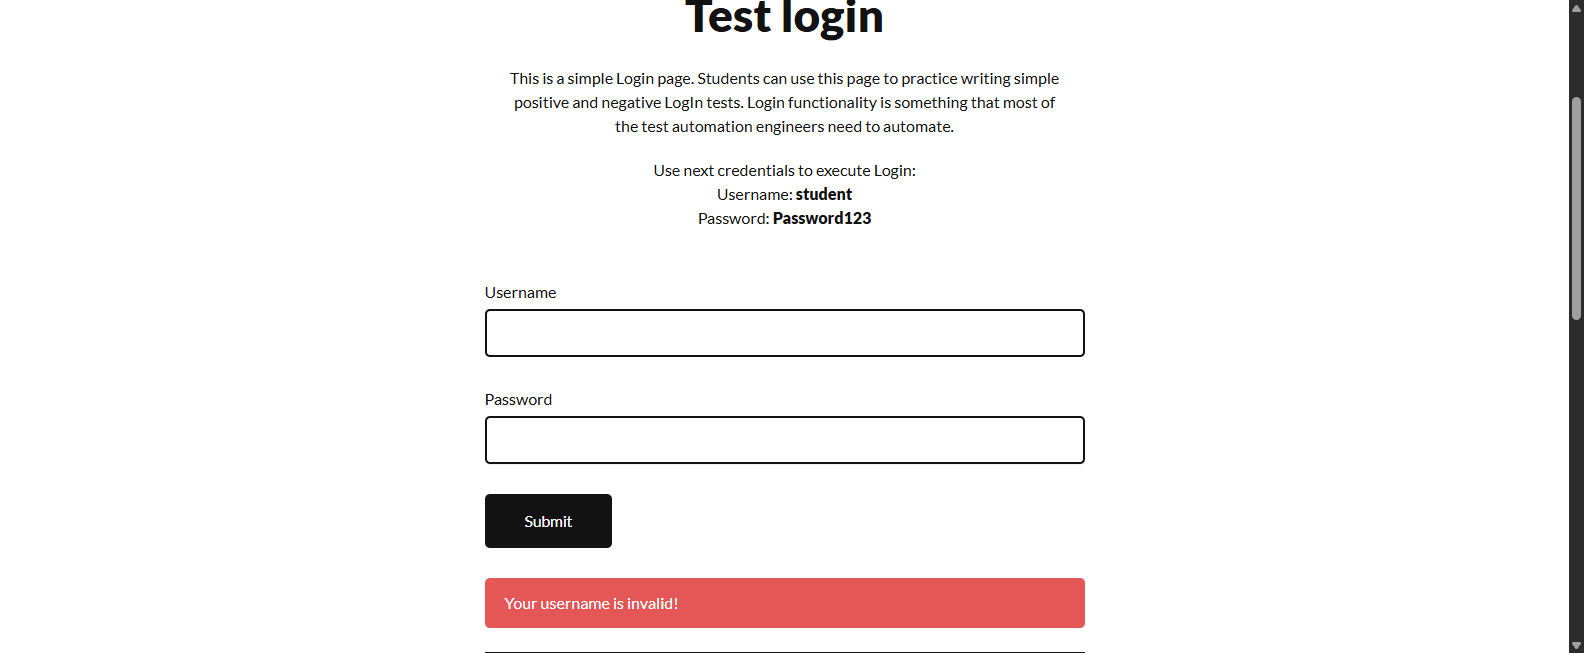 Test login
This is a simple Login page. Students can use this page to practice writing simple
positive and negative LogIn tests. Login functionality is something that most of
the test automation engineers need to automate.
Use next credentials to execute Login:
Username: student
Password: Password123
Username
Password
Submit
Your username is invalid!